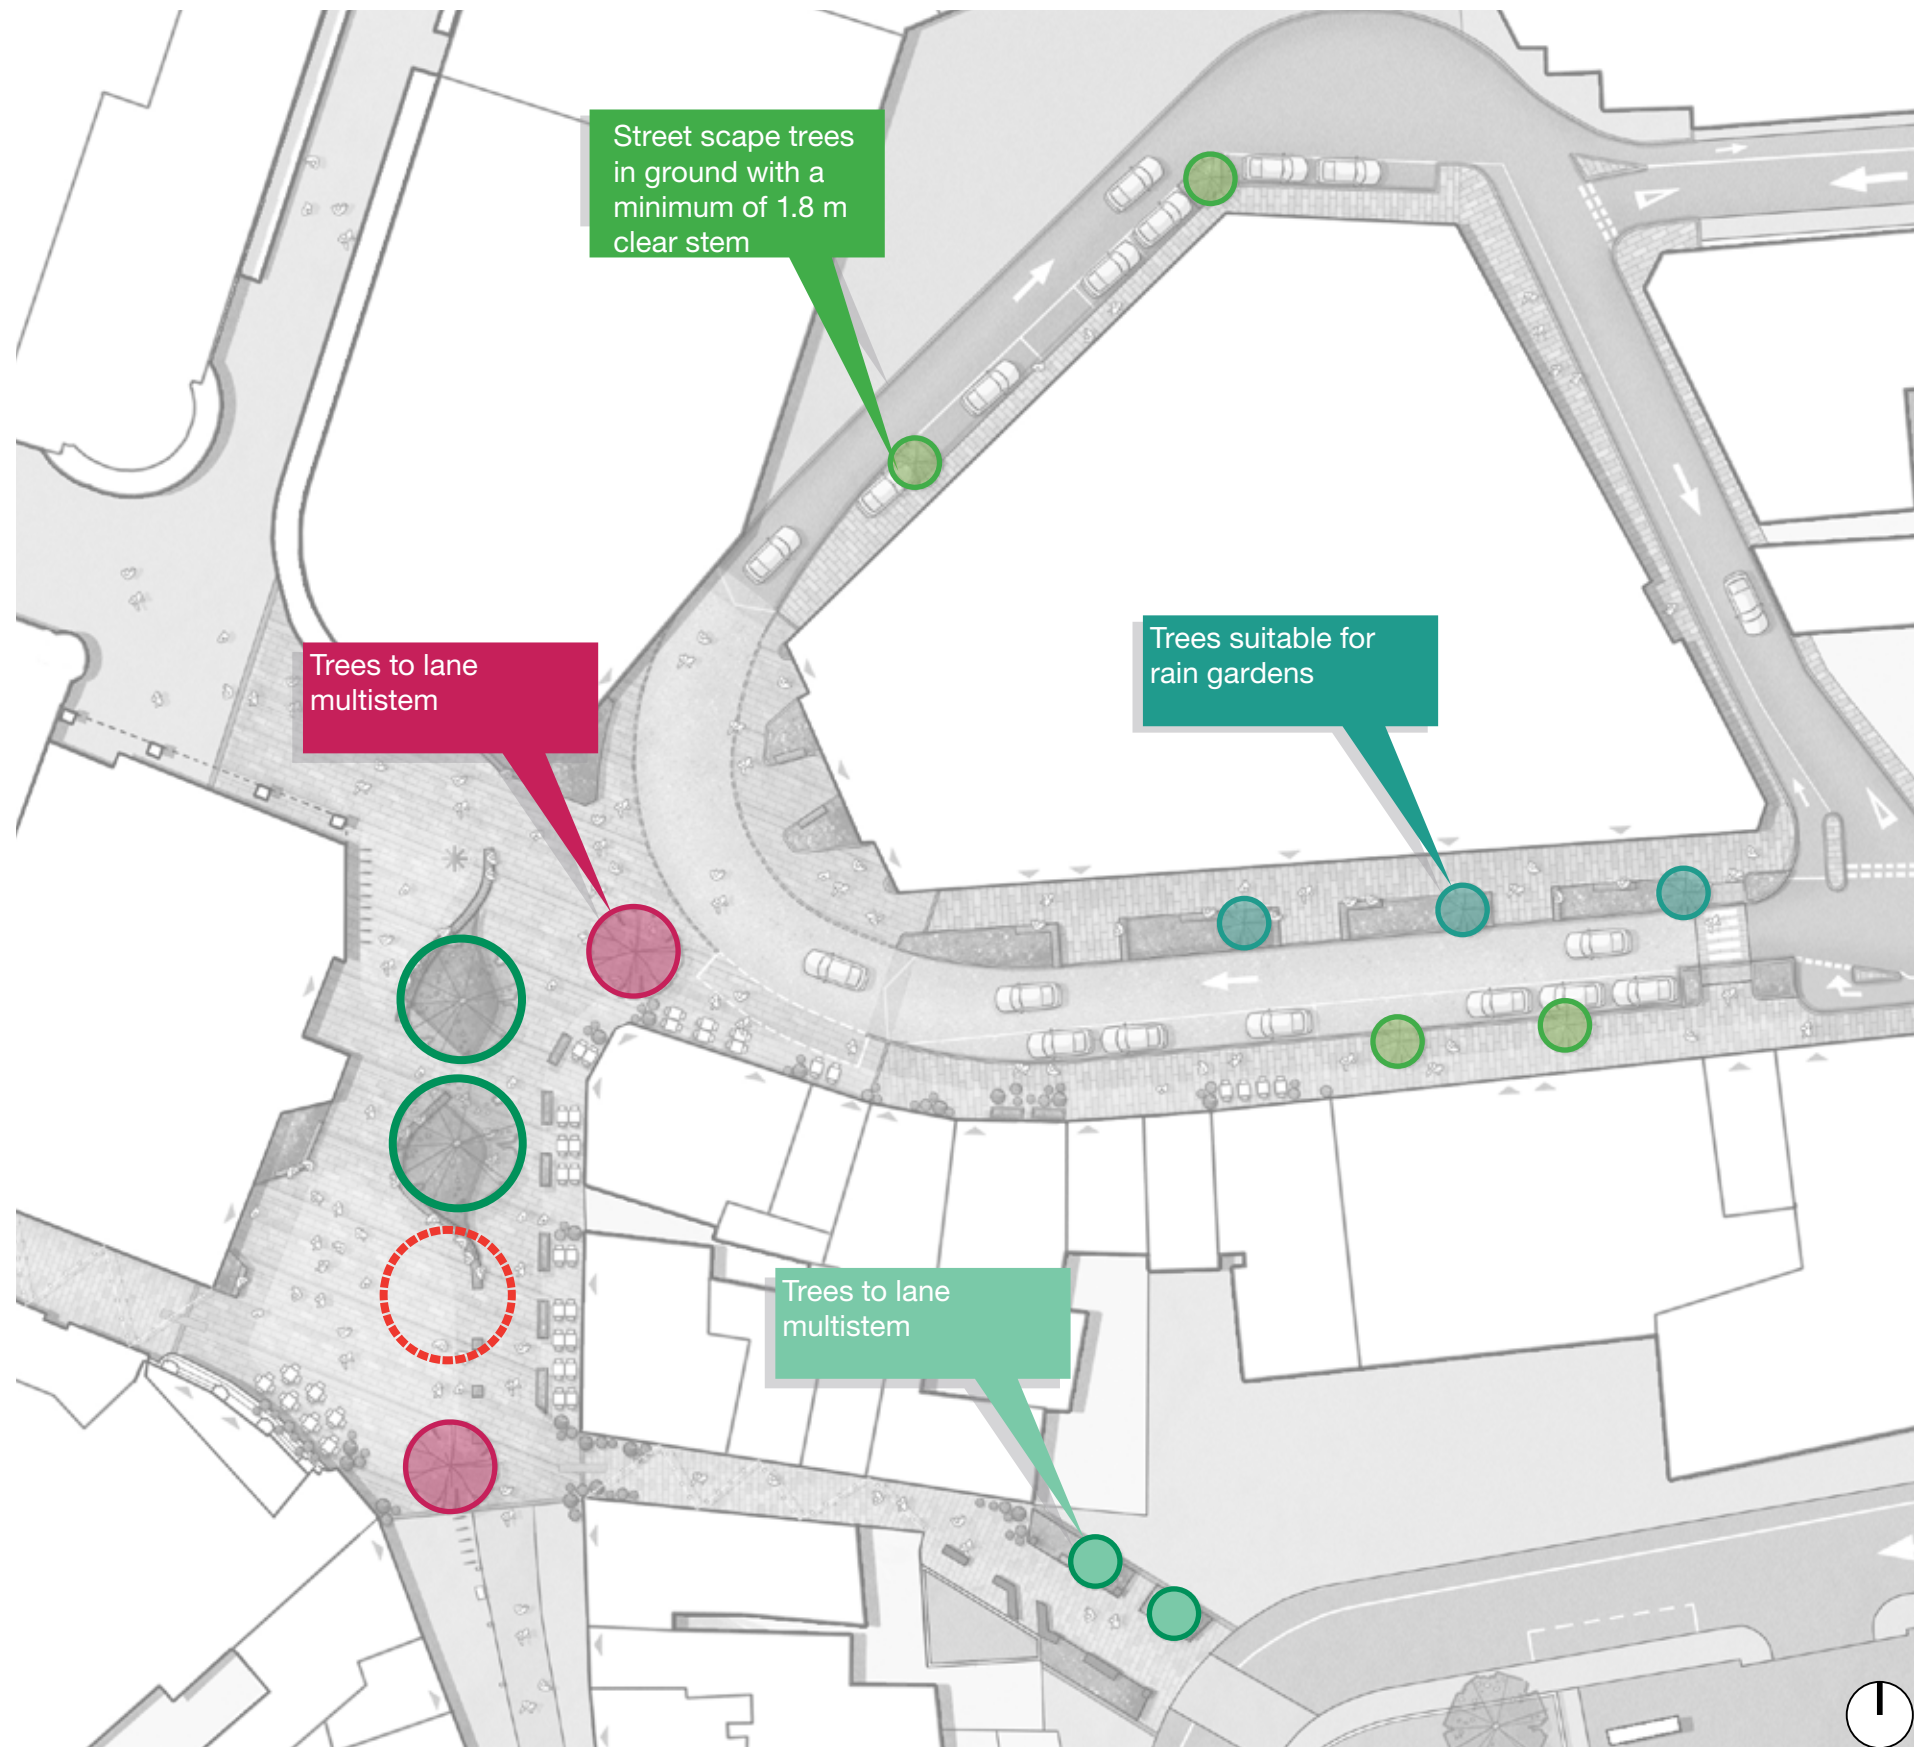 Street scape trees
in ground with a
minimum of 1.8 m
clear stem
Trees to lane
multistem
Trees suitable for
rain gardens
Trees to lane
multistem